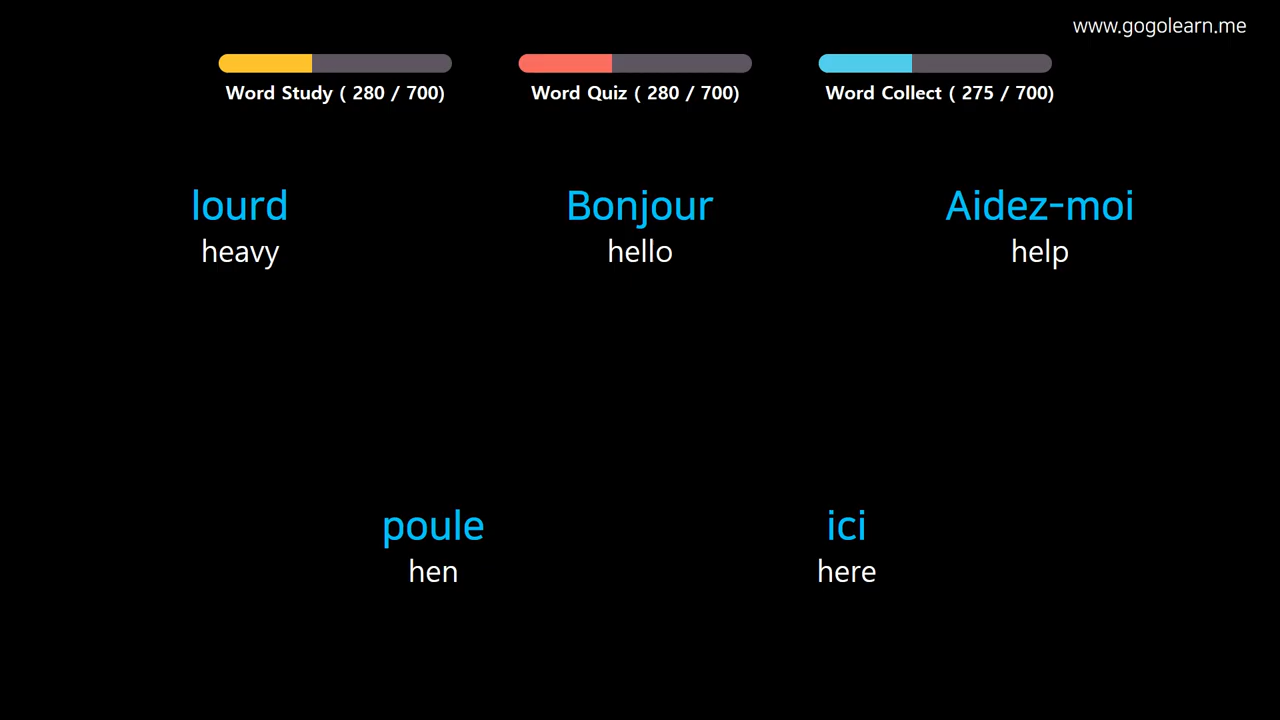 www.gogolearn.me
Word Study ( 280 / 700)
Word Quiz ( 280 / 700)
Word Collect ( 275 / 700)
lourd
heavy
Bonjour
hello
Aidez-moi
help
poule
hen
ici
here